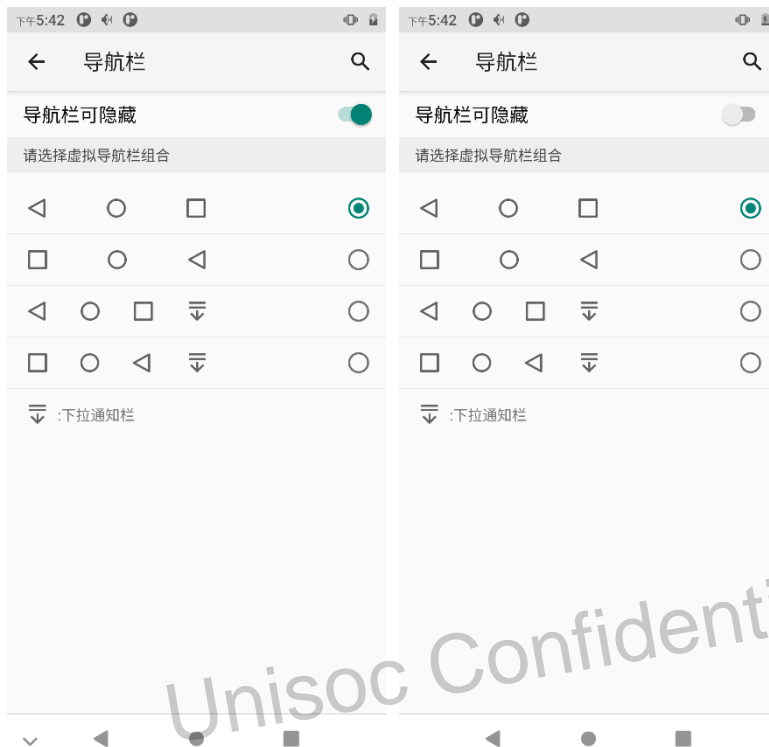 下午5:42
导航栏
导航栏可隐藏
请选择虚拟导航栏组合
:下拉通知栏
下午5:42
导航栏
导航栏可隐藏
请选择虚拟导航栏组合
:下拉通知栏
Unisoc Confidenti